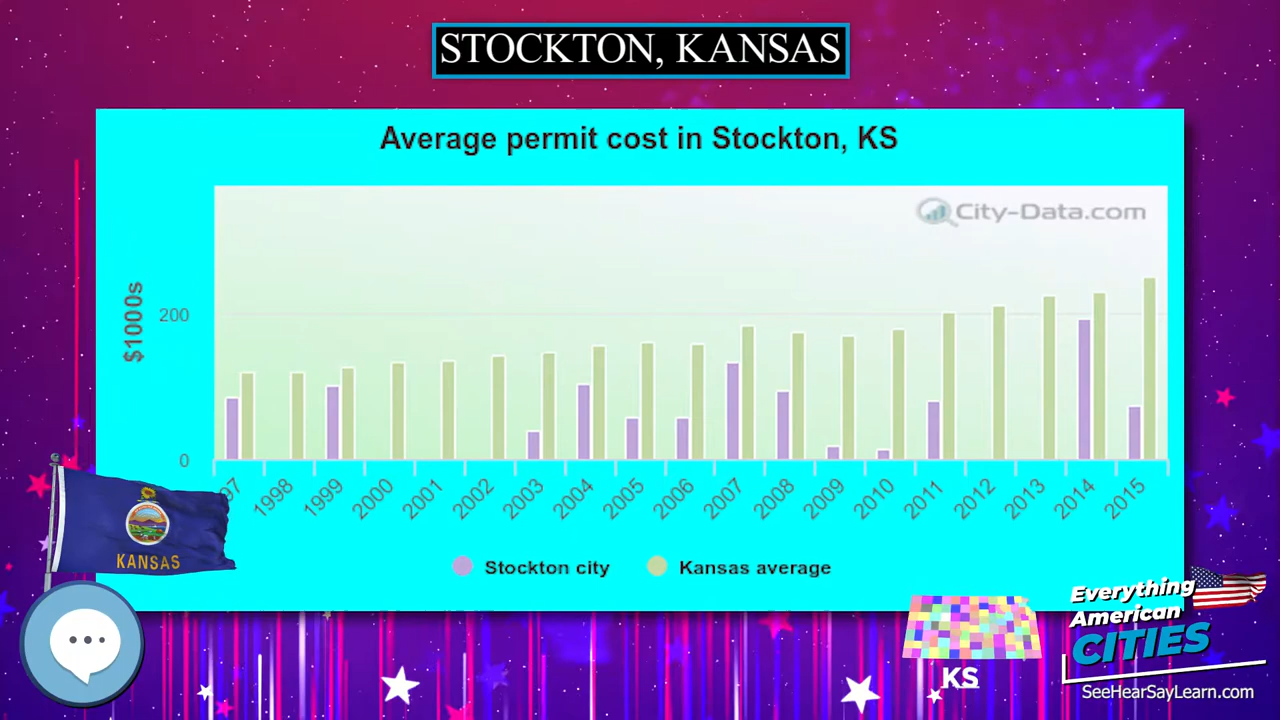 STOCKTON, KANSAS
Average permit cost in Stockton, KS
City-Data.com
$1000s
200
0
97
1998
1999
2000
2001
2002
2003
2004
2005
2006
2007
2008
2009
2010
2011
2012
2013
2014
2015
Stockton city
Kansas average
KANSAS
KS
Everything
American
CITIES
SeeHearSayLearn.com